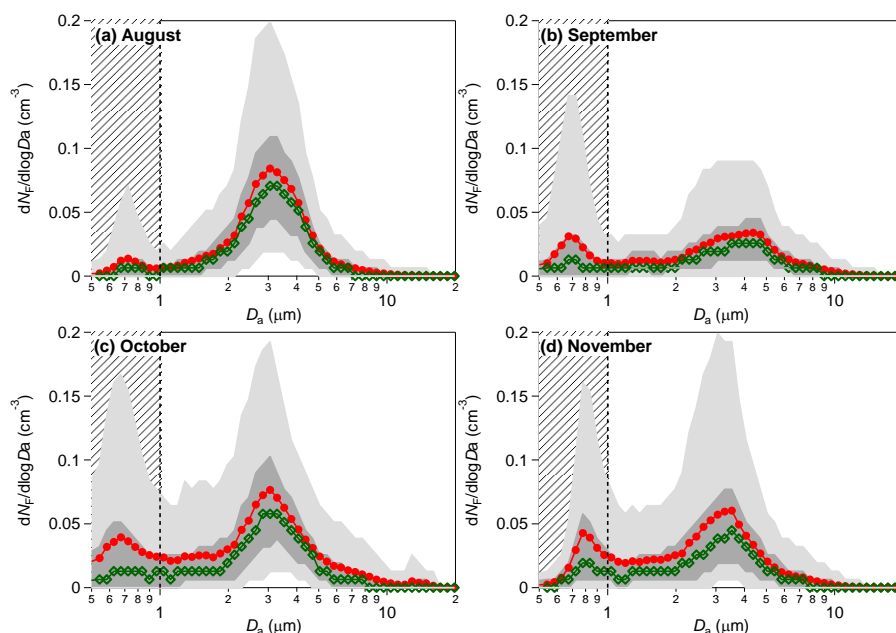 (a) August
0.2
0.15
0.1
0.05
0
dN_F/dlogDa (cm⁻³)
5 6 7 8 9 1 2 3 4 5 6 7 8 9 10 2
D_a (μm)
(b) September
0.2
0.15
0.1
0.05
0
dN_F/dlogDa (cm⁻³)
5 6 7 8 9 1 2 3 4 5 6 7 8 9 10
D_a (μm)
(c) October
0.2
0.15
0.1
0.05
0
dN_F/dlogDa (cm⁻³)
5 6 7 8 9 1 2 3 4 5 6 7 8 9 10 2
D_a (μm)
(d) November
0.2
0.15
0.1
0.05
0
dN_F/dlogDa (cm⁻³)
5 6 7 8 9 1 2 3 4 5 6 7 8 9 10
D_a (μm)